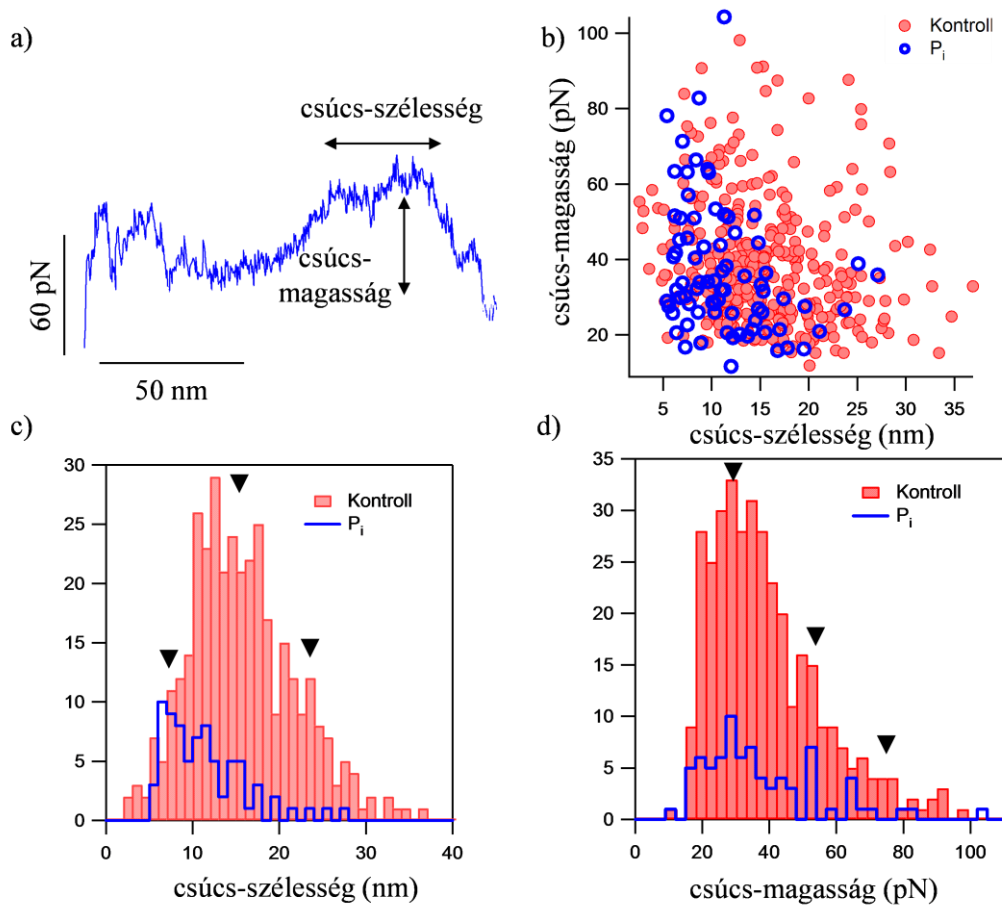 a)
csúcs-szélesség
csúcs-
magasság
60 pN
50 nm
b)
Kontroll
Pi
100
80
60
40
20
csúcs-magasság (pN)
5 10 15 20 25 30 35
csúcs-szélesség (nm)
c)
30
25
20
15
10
5
0
Kontroll
Pi
0 10 20 30 40
csúcs-szélesség (nm)
d)
35
30
25
20
15
10
5
0
Kontroll
Pi
0 20 40 60 80 100
csúcs-magasság (pN)